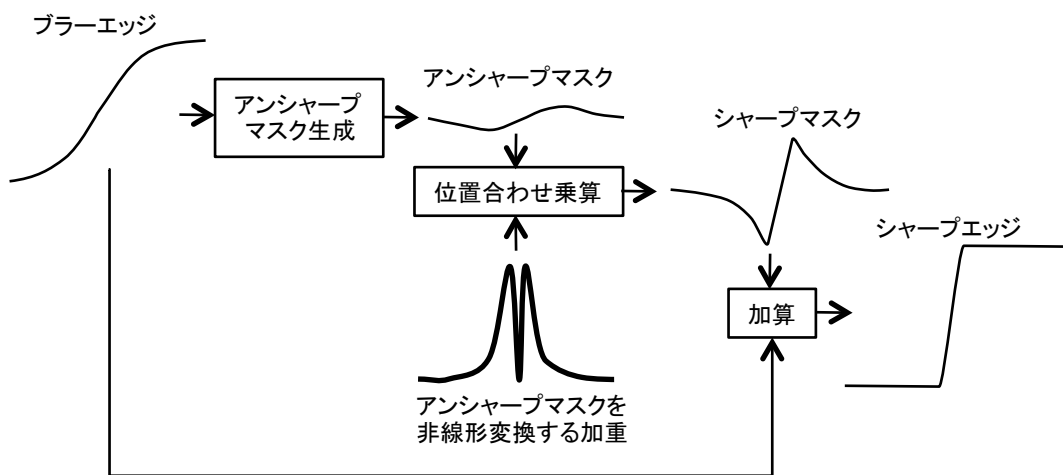 ブラーエッジ
アンシャープ
マスク生成
アンシャープマスク
シャープマスク
位置合わせ乗算
シャープエッジ
加算
アンシャープマスクを
非線形変換する加重